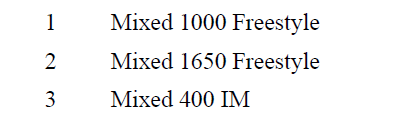 1 Mixed 1000 Freestyle
2 Mixed 1650 Freestyle
3 Mixed 400 IM